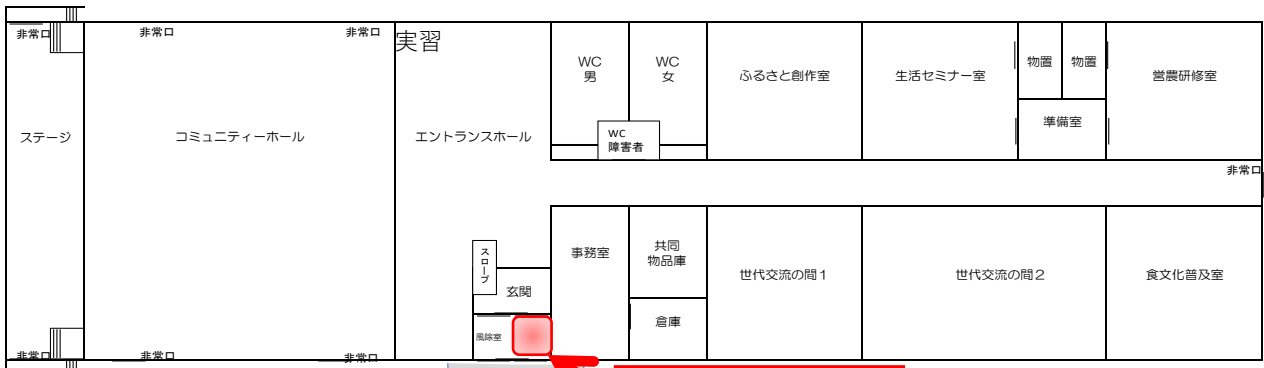 非常口
非常口
非常口
実習
WC
男
WC
女
ふるさと創作室
生活セミナー室
物置
物置
営農研修室
準備室
ステージ
コミュニティーホール
エントランスホール
WC
障害者
非常口
スロープ
事務室
共同
物品庫
世代交流の間1
世代交流の間2
食文化普及室
玄関
倉庫
風除室
非常口
非常口
非常口